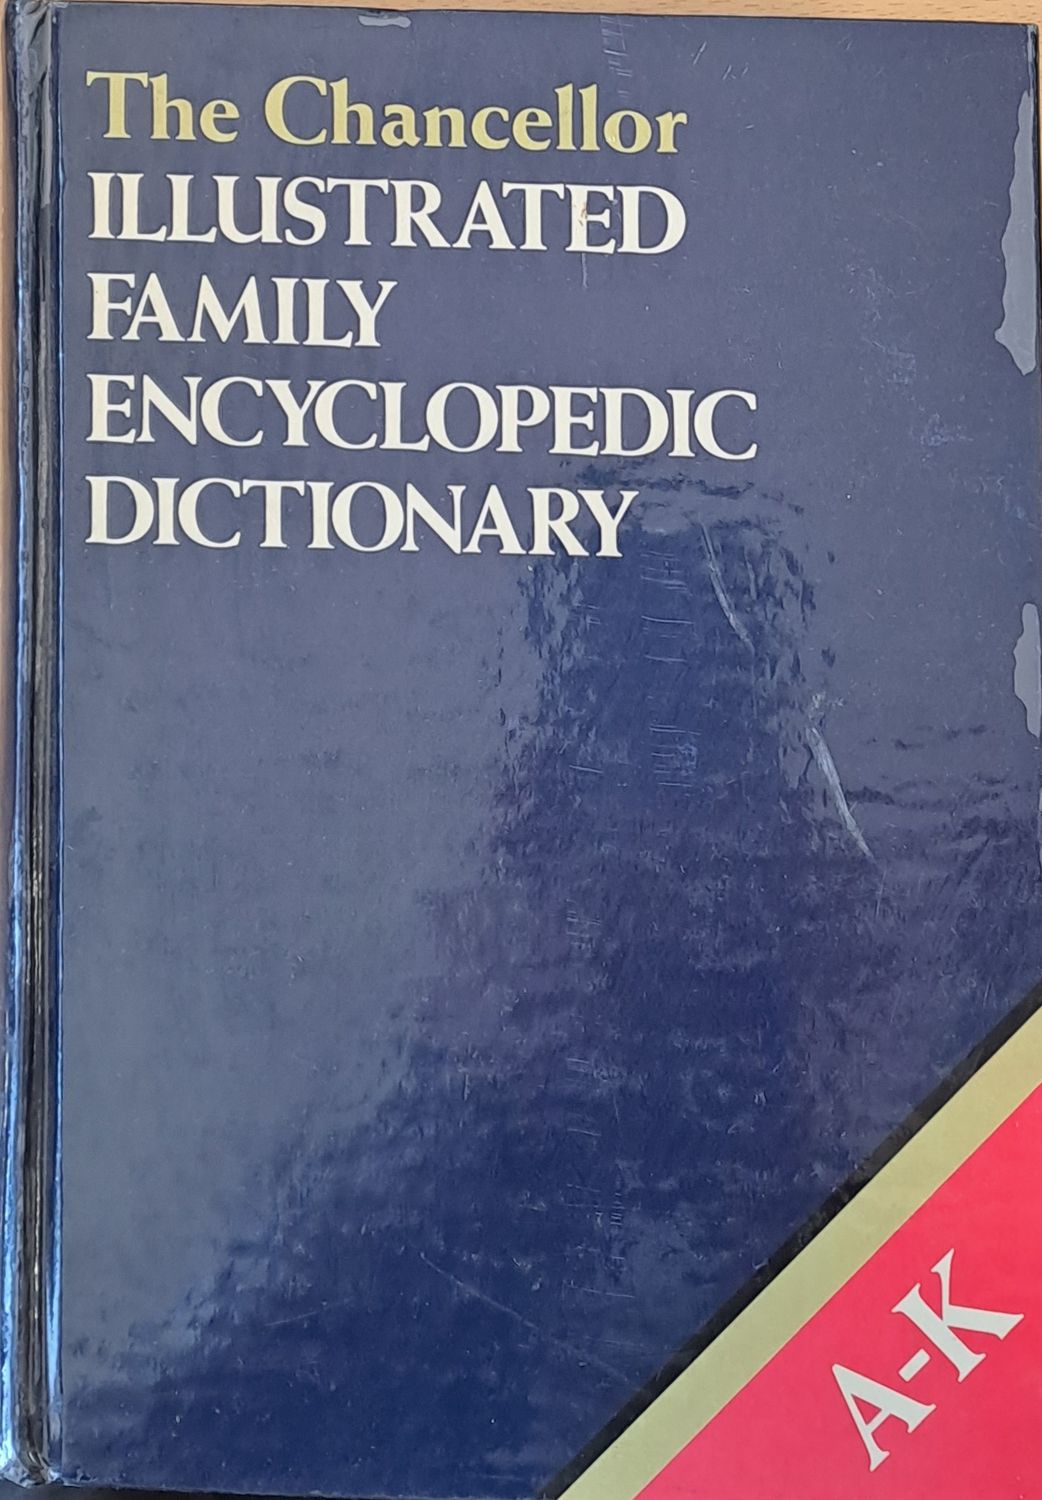 The Chancellor
ILLUSTRATED
FAMILY
ENCYCLOPEDIC
DICTIONARY
A-K